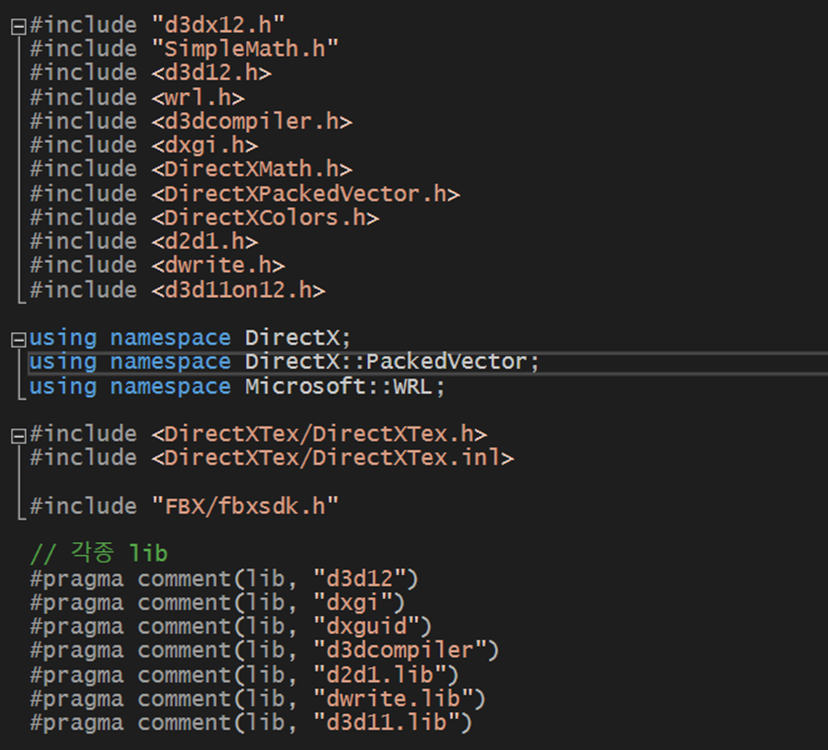 #include "d3dx12.h"
#include "SimpleMath.h"
#include <d3d12.h>
#include <wrl.h>
#include <d3dcompiler.h>
#include <dxgi.h>
#include <DirectXMath.h>
#include <DirectXPackedVector.h>
#include <DirectXColors.h>
#include <d2d1.h>
#include <dwrite.h>
#include <d3d11on12.h>
using namespace DirectX;
using namespace DirectX::PackedVector;
using namespace Microsoft::WRL;
#include <DirectXTex/DirectXTex.h>
#include <DirectXTex/DirectXTex.inl>
#include "FBX/fbxsdk.h"
// 각종 lib
#pragma comment(lib, "d3d12")
#pragma comment(lib, "dxgi")
#pragma comment(lib, "dxguid")
#pragma comment(lib, "d3dcompiler")
#pragma comment(lib, "d2d1.lib")
#pragma comment(lib, "dwrite.lib")
#pragma comment(lib, "d3d11.lib")